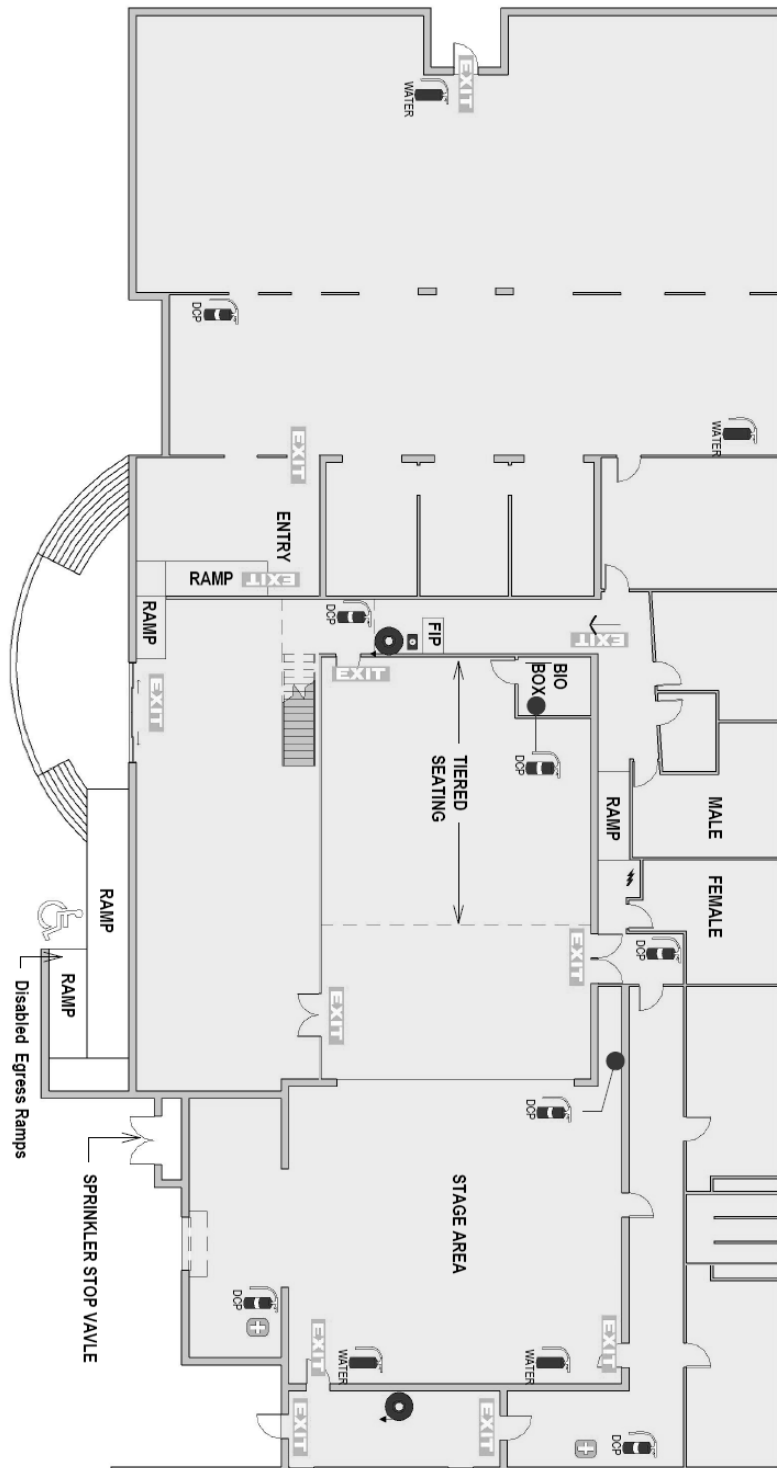 WATER
EXIT
DCP
WATER
EXIT
ENTRY
RAMP
EXIT
RAMP
DCP
FIP
EXIT
EXIT
BIO
BOX
EXIT
DCP
TIERED
SEATING
RAMP
MALE
FEMALE
RAMP
RAMP
Disabled Egress Ramps
EXIT
DCP
EXIT
DCP
SPRINKLER STOP VAVLE
STAGE AREA
DCP
EXIT
WATER
WATER
EXIT
EXIT
EXIT
DCP